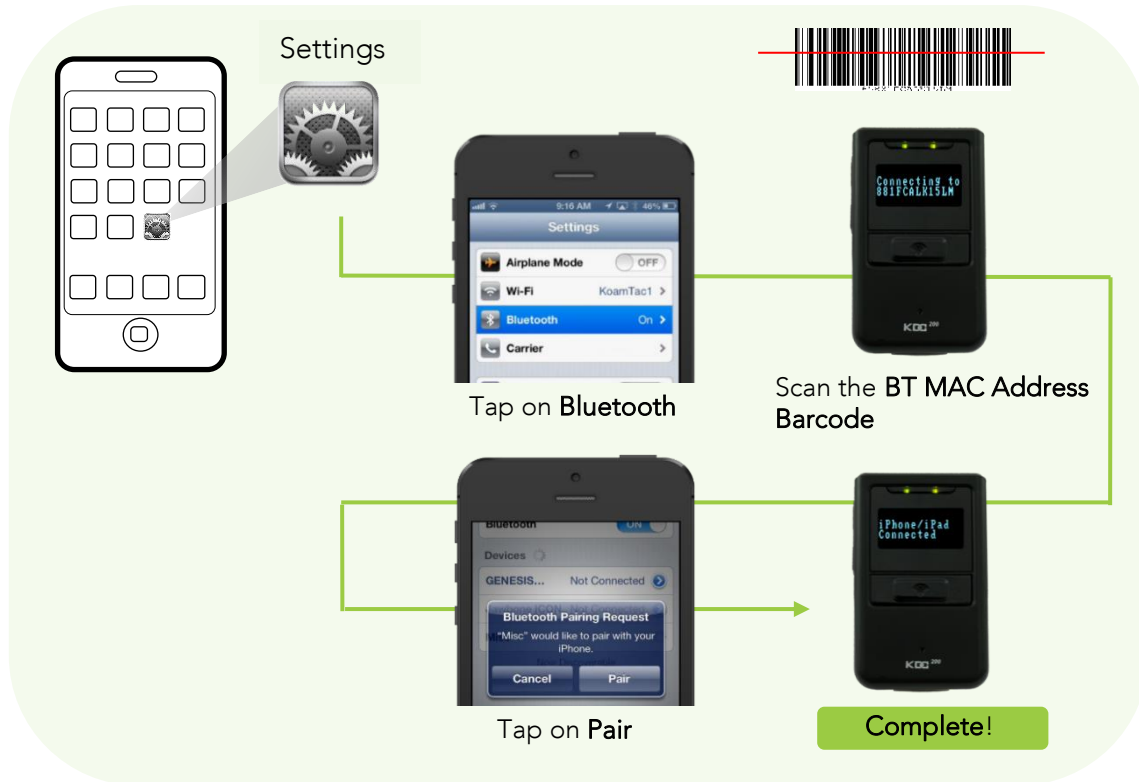 Settings
9:16 AM
46%
Settings
Airplane Mode
OFF
Wi-Fi
KoamTac1
Bluetooth
On
Carrier
Tap on Bluetooth
Connecting to
881FCALK15LM
KDC 200
Scan the BT MAC Address
Barcode
Bluetooth
ON
Devices
GENESIS...
Not Connected
Bluetooth Pairing Request
"Misc" would like to pair with your
iPhone.
Cancel
Pair
Tap on Pair
iPhone/iPad
Connected
KDC 200
Complete!